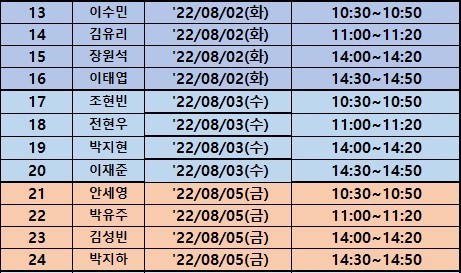 13 이수민 '22/08/02(화) 10:30~10:50
14 김유리 '22/08/02(화) 11:00~11:20
15 장원석 '22/08/02(화) 14:00~14:20
16 이태엽 '22/08/02(화) 14:30~14:50
17 조현빈 '22/08/03(수) 10:30~10:50
18 전현우 '22/08/03(수) 11:00~11:20
19 박지현 '22/08/03(수) 14:00~14:20
20 이재준 '22/08/03(수) 14:30~14:50
21 안세영 '22/08/05(금) 10:30~10:50
22 박유주 '22/08/05(금) 11:00~11:20
23 김성빈 '22/08/05(금) 14:00~14:20
24 박지하 '22/08/05(금) 14:30~14:50